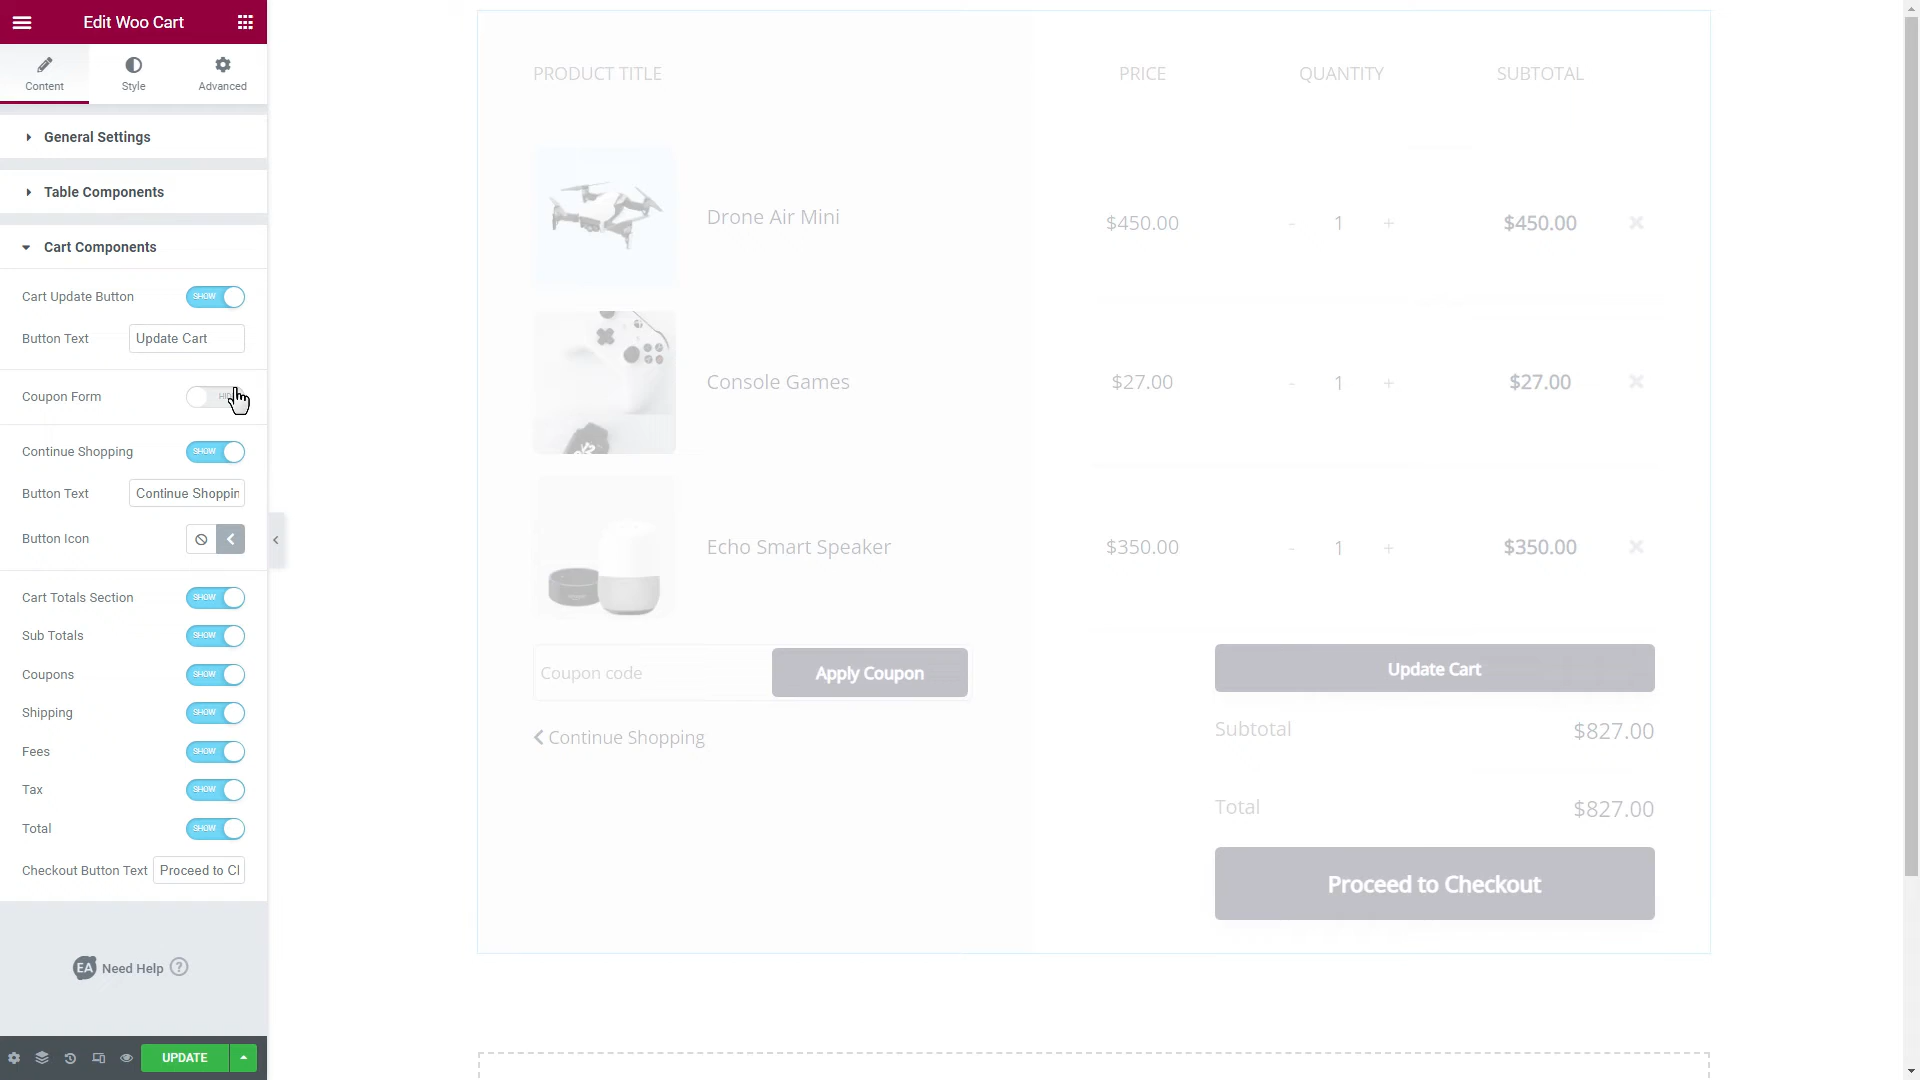 Edit Woo Cart
Content
Style
Advanced
General Settings
Table Components
Cart Components
Cart Update Button
SHOW
Button Text
Update Cart
Coupon Form
Continue Shopping
SHOW
Button Text
Continue Shoppin
Button Icon
Cart Totals Section
SHOW
Sub Totals
SHOW
Coupons
SHOW
Shipping
SHOW
Fees
SHOW
Tax
SHOW
Total
SHOW
Checkout Button Text
Proceed to Cl
EA Need Help ?
UPDATE
PRODUCT TITLE
PRICE
QUANTITY
SUBTOTAL
Drone Air Mini
$450.00
- 1 +
$450.00
Console Games
$27.00
- 1 +
$27.00
Echo Smart Speaker
$350.00
- 1 +
$350.00
Coupon code
Apply Coupon
Continue Shopping
Update Cart
Subtotal
$827.00
Total
$827.00
Proceed to Checkout